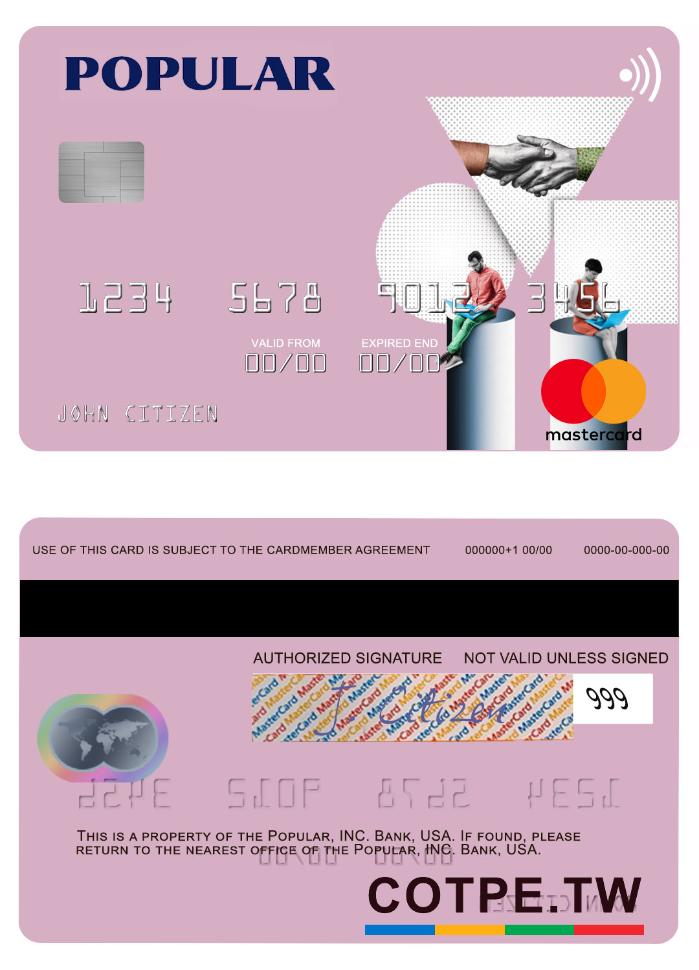 POPULAR
1234 5678 9012 3456
VALID FROM EXPIRED END
00/00 00/00
JOHN CITIZEN
mastercard
USE OF THIS CARD IS SUBJECT TO THE CARDMEMBER AGREEMENT 000000+1 00/00 0000-00-000-00
AUTHORIZED SIGNATURE NOT VALID UNLESS SIGNED
J Citizen 999
THIS IS A PROPERTY OF THE POPULAR, INC. BANK, USA. IF FOUND, PLEASE
RETURN TO THE NEAREST OFFICE OF THE POPULAR, INC. BANK, USA.
COTPE.TW